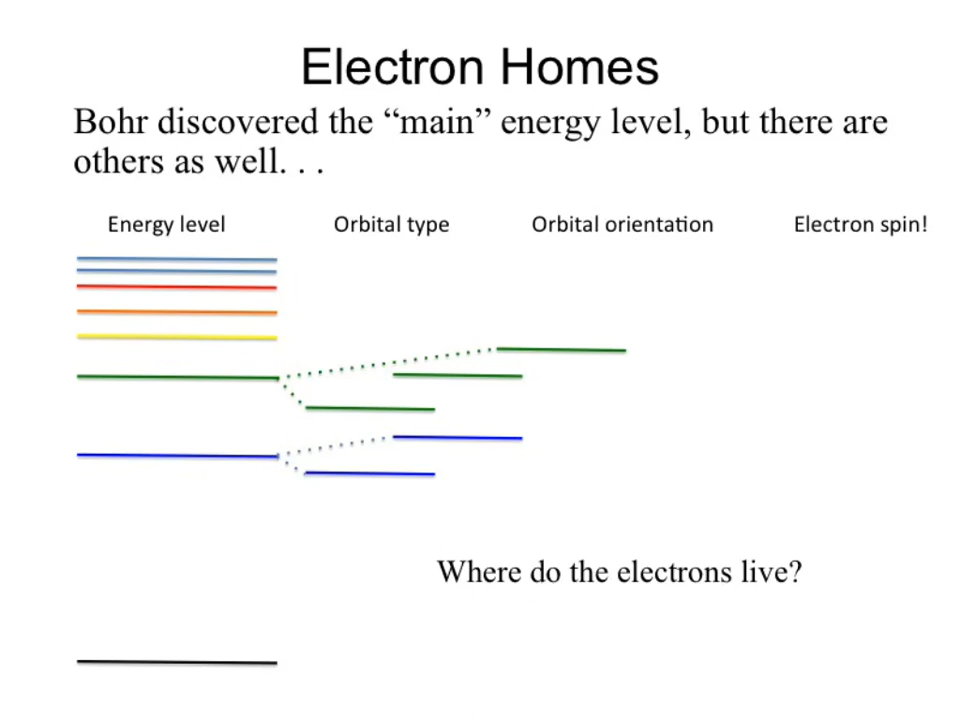 Electron Homes
Bohr discovered the “main” energy level, but there are
others as well. . .
Energy level Orbital type Orbital orientation Electron spin!
Where do the electrons live?